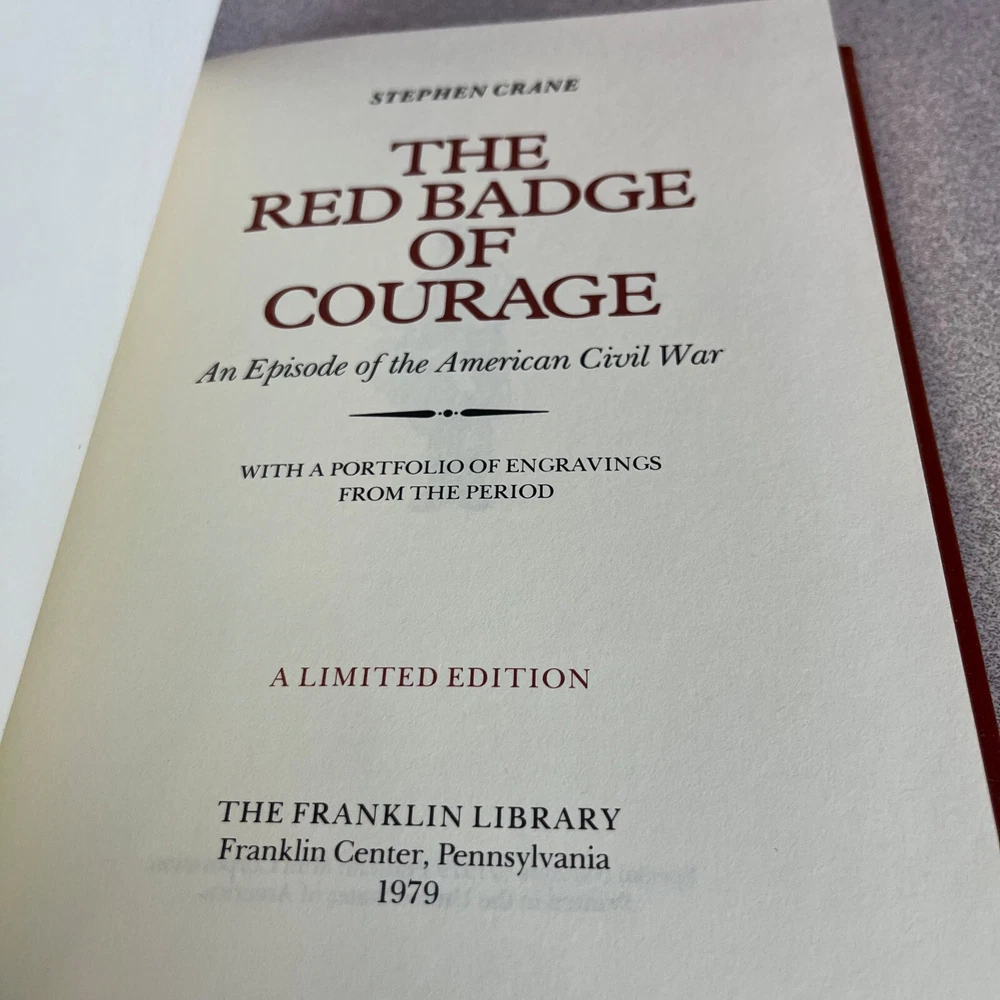 STEPHEN CRANE
THE
RED BADGE
OF
COURAGE
An Episode of the American Civil War
WITH A PORTFOLIO OF ENGRAVINGS
FROM THE PERIOD
A LIMITED EDITION
THE FRANKLIN LIBRARY
Franklin Center, Pennsylvania
1979